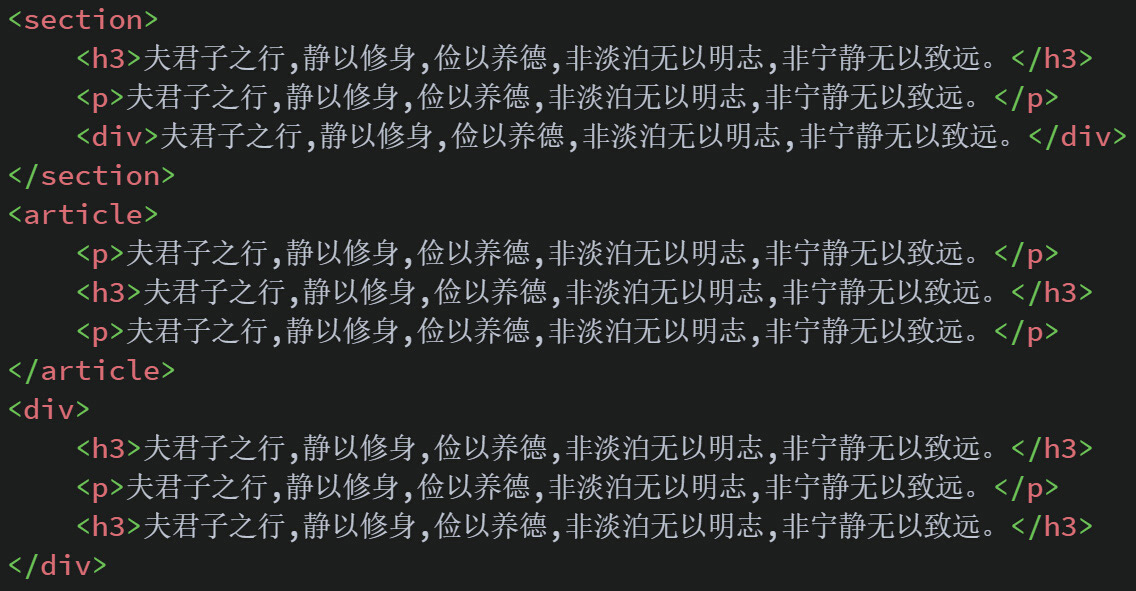 <section>
    <h3>夫君子之行,静以修身,俭以养德,非淡泊无以明志,非宁静无以致远。</h3>
    <p>夫君子之行,静以修身,俭以养德,非淡泊无以明志,非宁静无以致远。</p>
    <div>夫君子之行,静以修身,俭以养德,非淡泊无以明志,非宁静无以致远。</div>
</section>
<article>
    <p>夫君子之行,静以修身,俭以养德,非淡泊无以明志,非宁静无以致远。</p>
    <h3>夫君子之行,静以修身,俭以养德,非淡泊无以明志,非宁静无以致远。</h3>
    <p>夫君子之行,静以修身,俭以养德,非淡泊无以明志,非宁静无以致远。</p>
</article>
<div>
    <h3>夫君子之行,静以修身,俭以养德,非淡泊无以明志,非宁静无以致远。</h3>
    <p>夫君子之行,静以修身,俭以养德,非淡泊无以明志,非宁静无以致远。</p>
    <h3>夫君子之行,静以修身,俭以养德,非淡泊无以明志,非宁静无以致远。</h3>
</div>